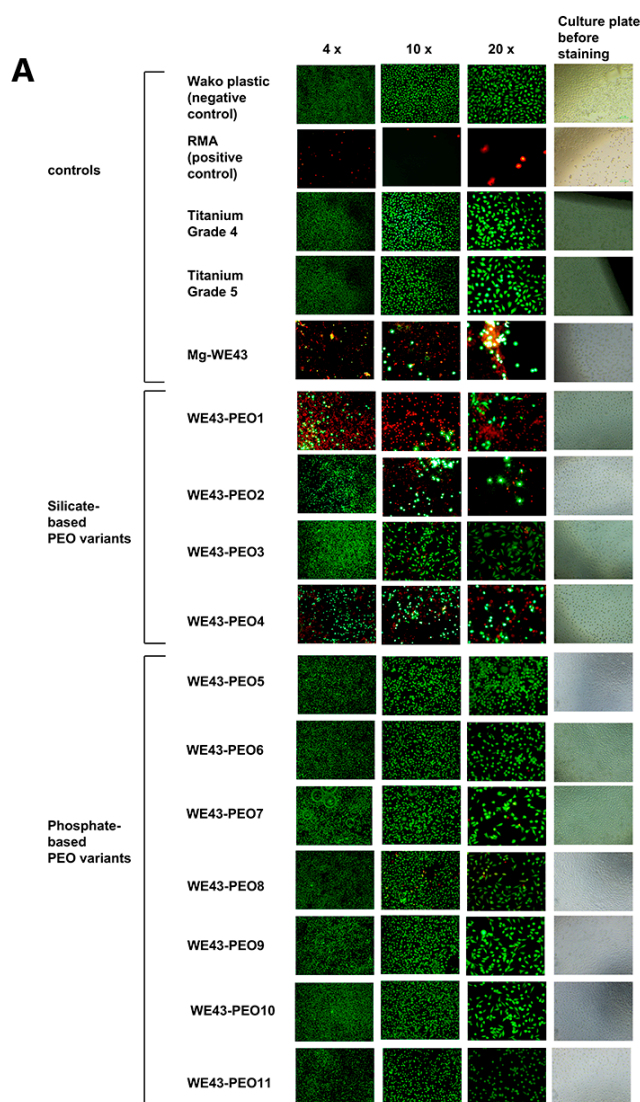 A
4 x
10 x
20 x
Culture plate
before
staining
controls
Wako plastic
(negative
control)
RMA
(positive
control)
Titanium
Grade 4
Titanium
Grade 5
Mg-WE43
Silicate-
based
PEO variants
WE43-PEO1
WE43-PEO2
WE43-PEO3
WE43-PEO4
Phosphate-
based
PEO variants
WE43-PEO5
WE43-PEO6
WE43-PEO7
WE43-PEO8
WE43-PEO9
WE43-PEO10
WE43-PEO11